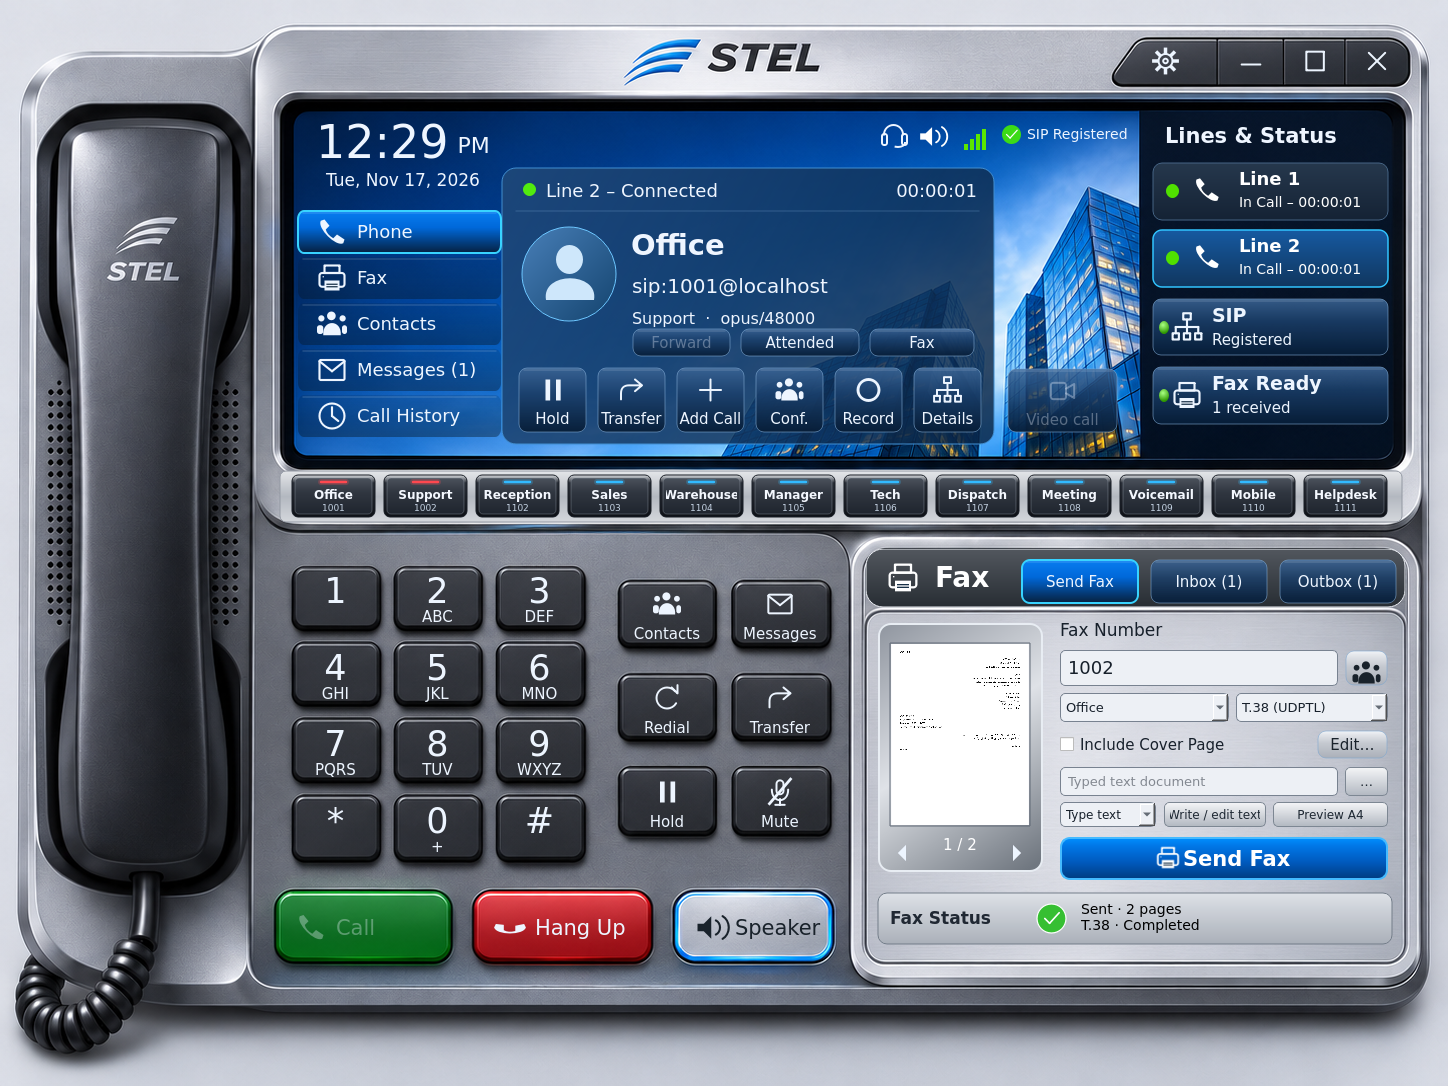 STEL
12:29 PM
Tue, Nov 17, 2026
SIP Registered
Lines & Status
Line 2 – Connected
00:00:01
Office
sip:1001@localhost
Support · opus/48000
Forward
Attended
Fax
Hold
Transfer
Add Call
Conf.
Record
Details
Video call
Phone
Fax
Contacts
Messages (1)
Call History
Line 1
In Call – 00:00:01
Line 2
In Call – 00:00:01
SIP
Registered
Fax Ready
1 received
STEL
Office
1001
Support
1002
Reception
1102
Sales
1103
Warehouse
1104
Manager
1105
Tech
1106
Dispatch
1107
Meeting
1108
Voicemail
1109
Mobile
1110
Helpdesk
1111
1
2
ABC
3
DEF
4
GHI
5
JKL
6
MNO
7
PQRS
8
TUV
9
WXYZ
*
0
+
#
Contacts
Messages
Redial
Transfer
Hold
Mute
Call
Hang Up
Speaker
Fax
Send Fax
Inbox (1)
Outbox (1)
1 / 2
Fax Number
1002
Office
T.38 (UDPTL)
Include Cover Page
Edit...
Typed text document
...
Type text
Write / edit text
Preview A4
Send Fax
Fax Status
Sent · 2 pages
T.38 · Completed